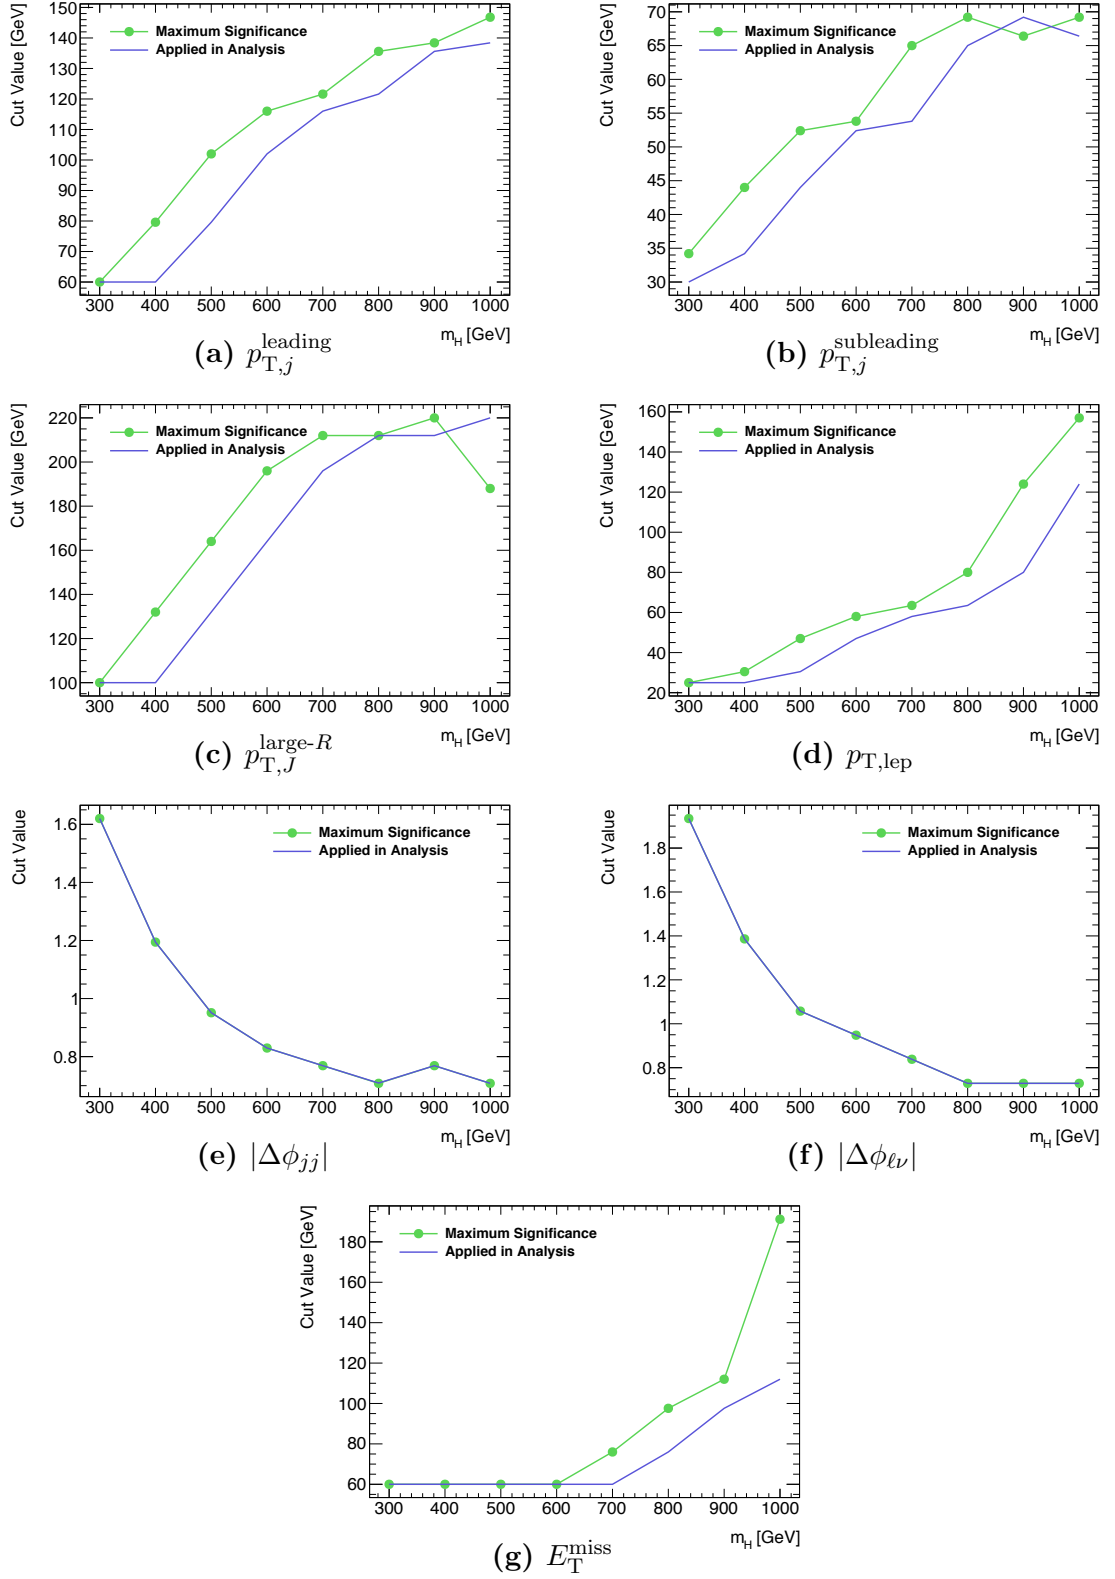 Cut Value [GeV]
150
140
130
120
110
100
90
80
70
60
Maximum Significance
Applied in Analysis
300 400 500 600 700 800 900 1000
m_H [GeV]
(a) p_{T,j}^{leading}
Cut Value [GeV]
70
65
60
55
50
45
40
35
30
Maximum Significance
Applied in Analysis
300 400 500 600 700 800 900 1000
m_H [GeV]
(b) p_{T,j}^{subleading}
Cut Value [GeV]
220
200
180
160
140
120
100
Maximum Significance
Applied in Analysis
300 400 500 600 700 800 900 1000
m_H [GeV]
(c) p_{T,J}^{large-R}
Cut Value [GeV]
160
140
120
100
80
60
40
20
Maximum Significance
Applied in Analysis
300 400 500 600 700 800 900 1000
m_H [GeV]
(d) p_{T,lep}
Cut Value
1.6
1.4
1.2
1
0.8
Maximum Significance
Applied in Analysis
300 400 500 600 700 800 900 1000
m_H [GeV]
(e) |Δϕ_{jj}|
Cut Value
1.8
1.6
1.4
1.2
1
0.8
Maximum Significance
Applied in Analysis
300 400 500 600 700 800 900 1000
m_H [GeV]
(f) |Δϕ_{ℓν}|
Cut Value [GeV]
180
160
140
120
100
80
60
Maximum Significance
Applied in Analysis
300 400 500 600 700 800 900 1000
m_H [GeV]
(g) E_T^{miss}